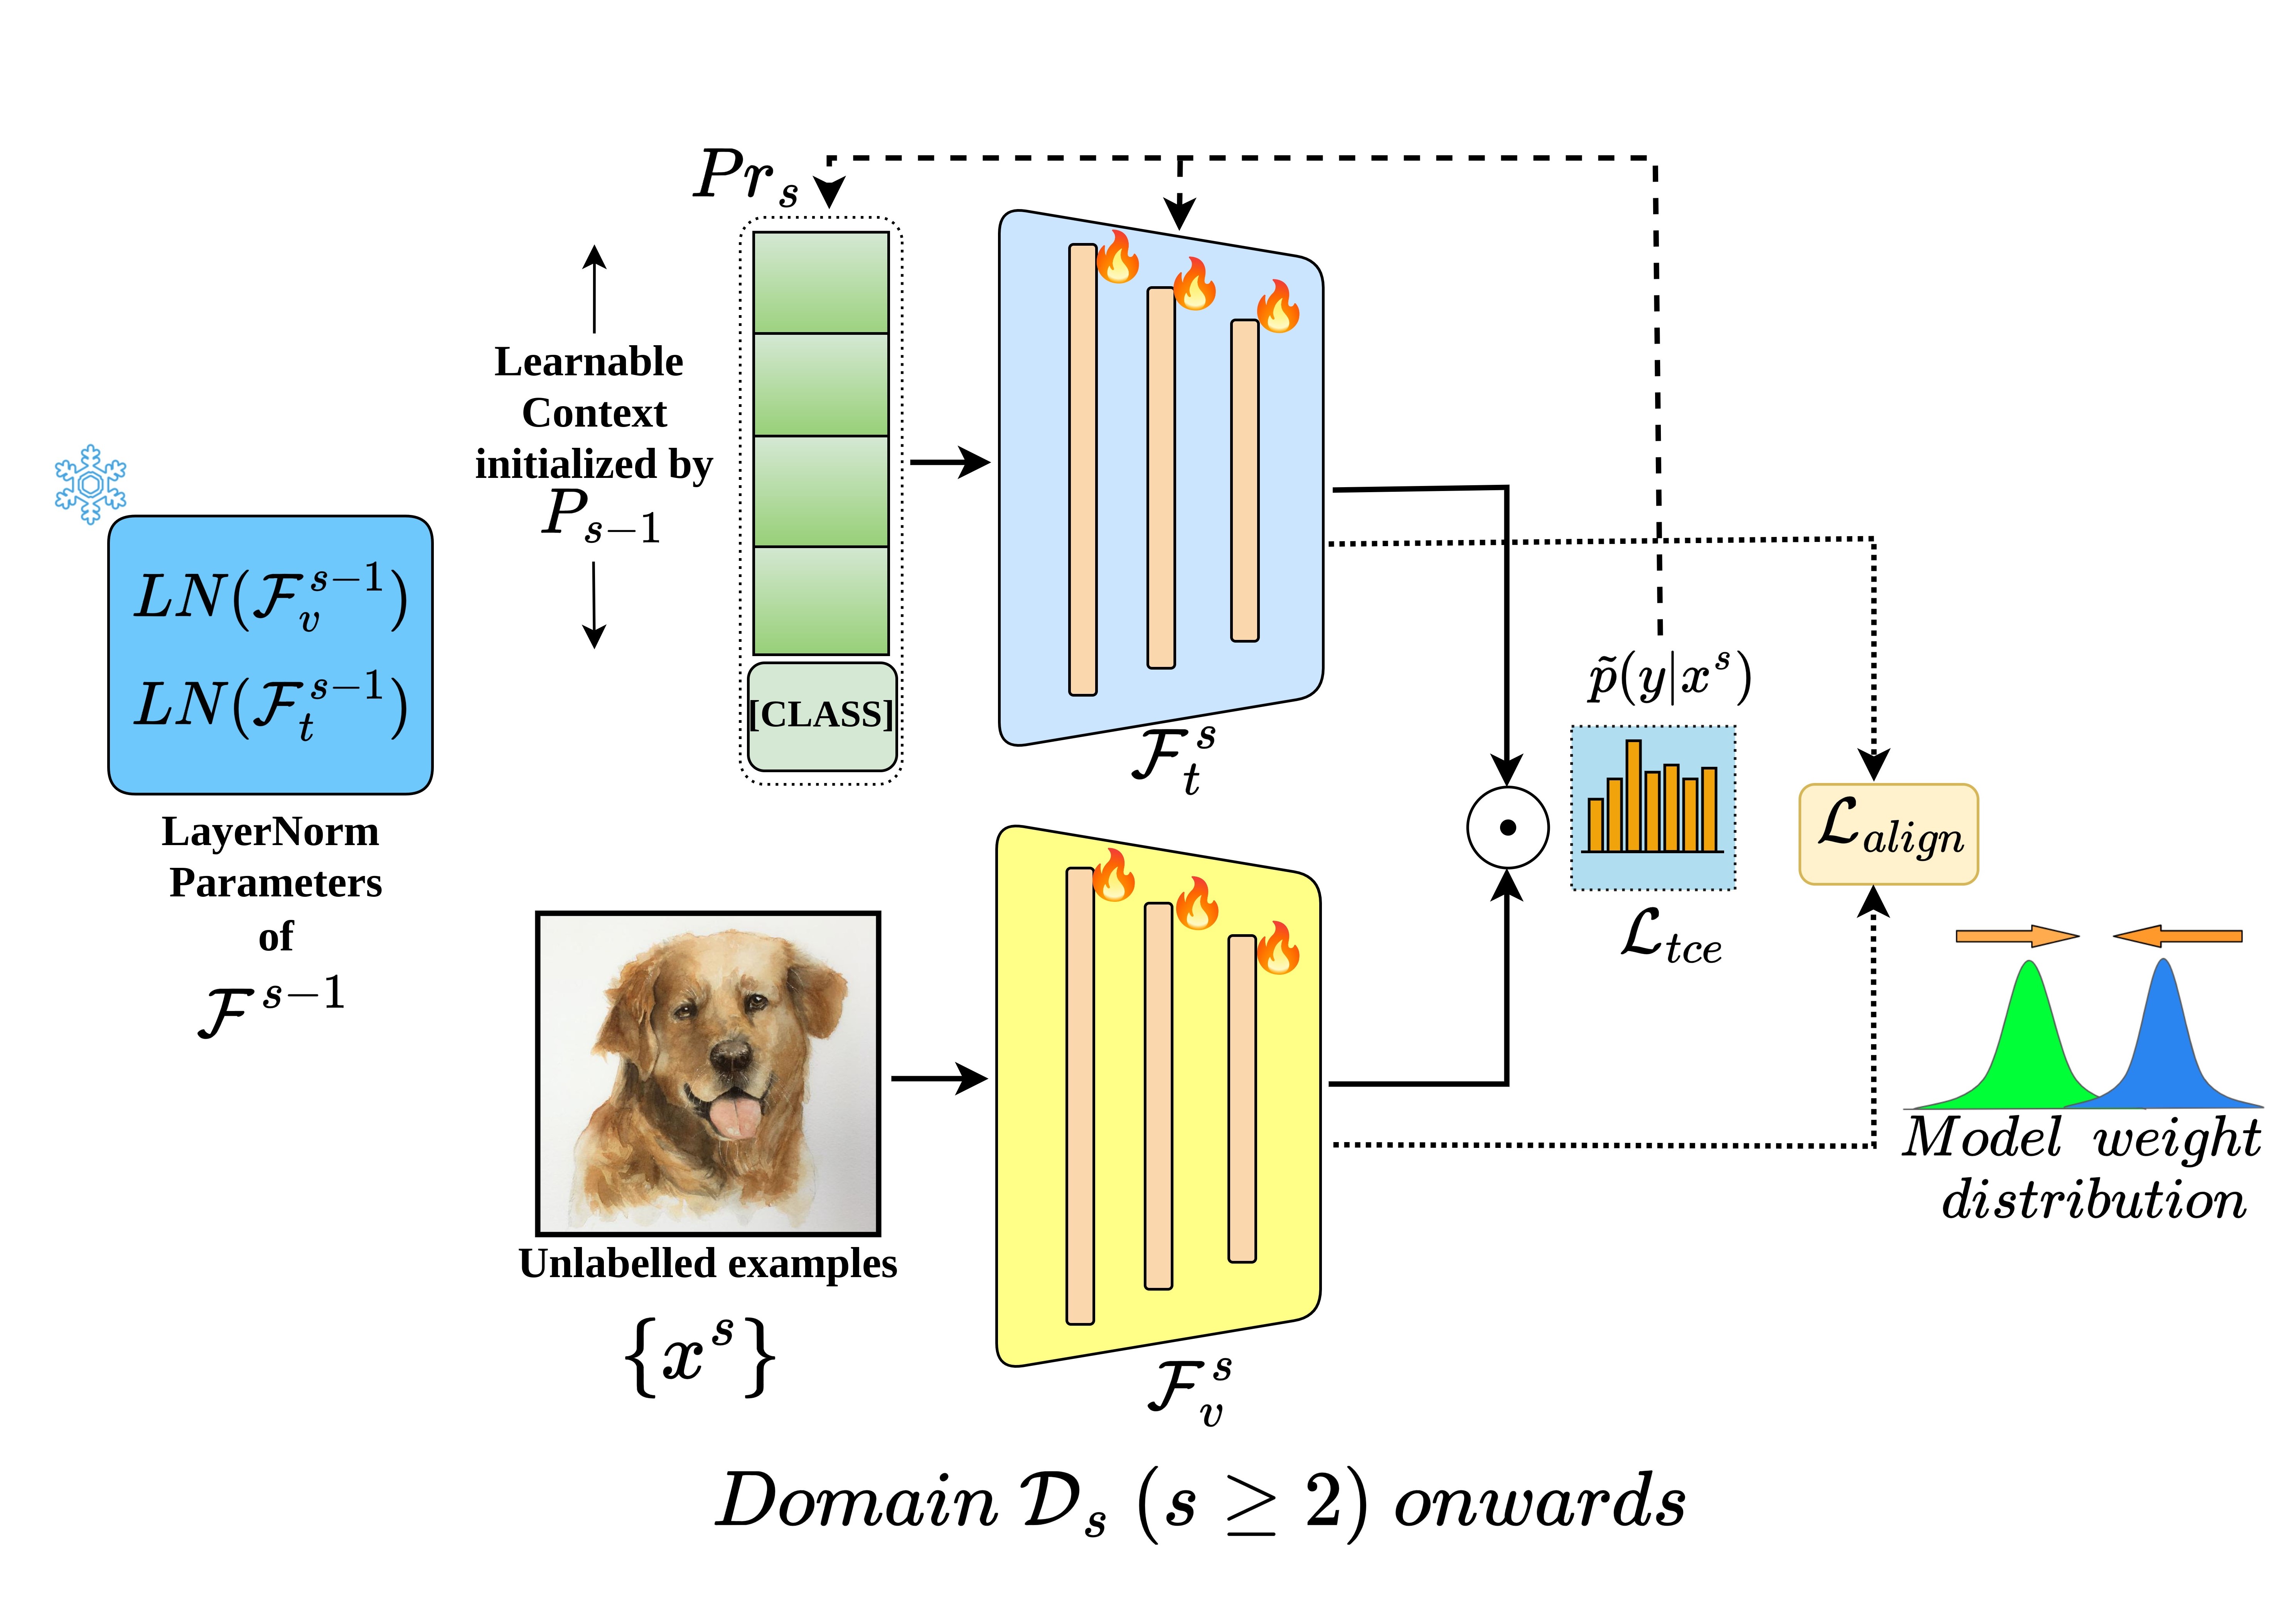 $Pr_s$
Learnable
Context
initialized by
$P_{s-1}$
[CLASS]
$\mathcal{F}_t^s$
$LN(\mathcal{F}_v^{s-1})$
$LN(\mathcal{F}_t^{s-1})$
LayerNorm
Parameters
of
$\mathcal{F}^{s-1}$
Unlabelled examples
$\{x^s\}$
$\mathcal{F}_v^s$
$\tilde{p}(y|x^s)$
$\mathcal{L}_{tce}$
$\mathcal{L}_{align}$
Model weight
distribution
Domain $\mathcal{D}_s$ $(s \geq 2)$ onwards